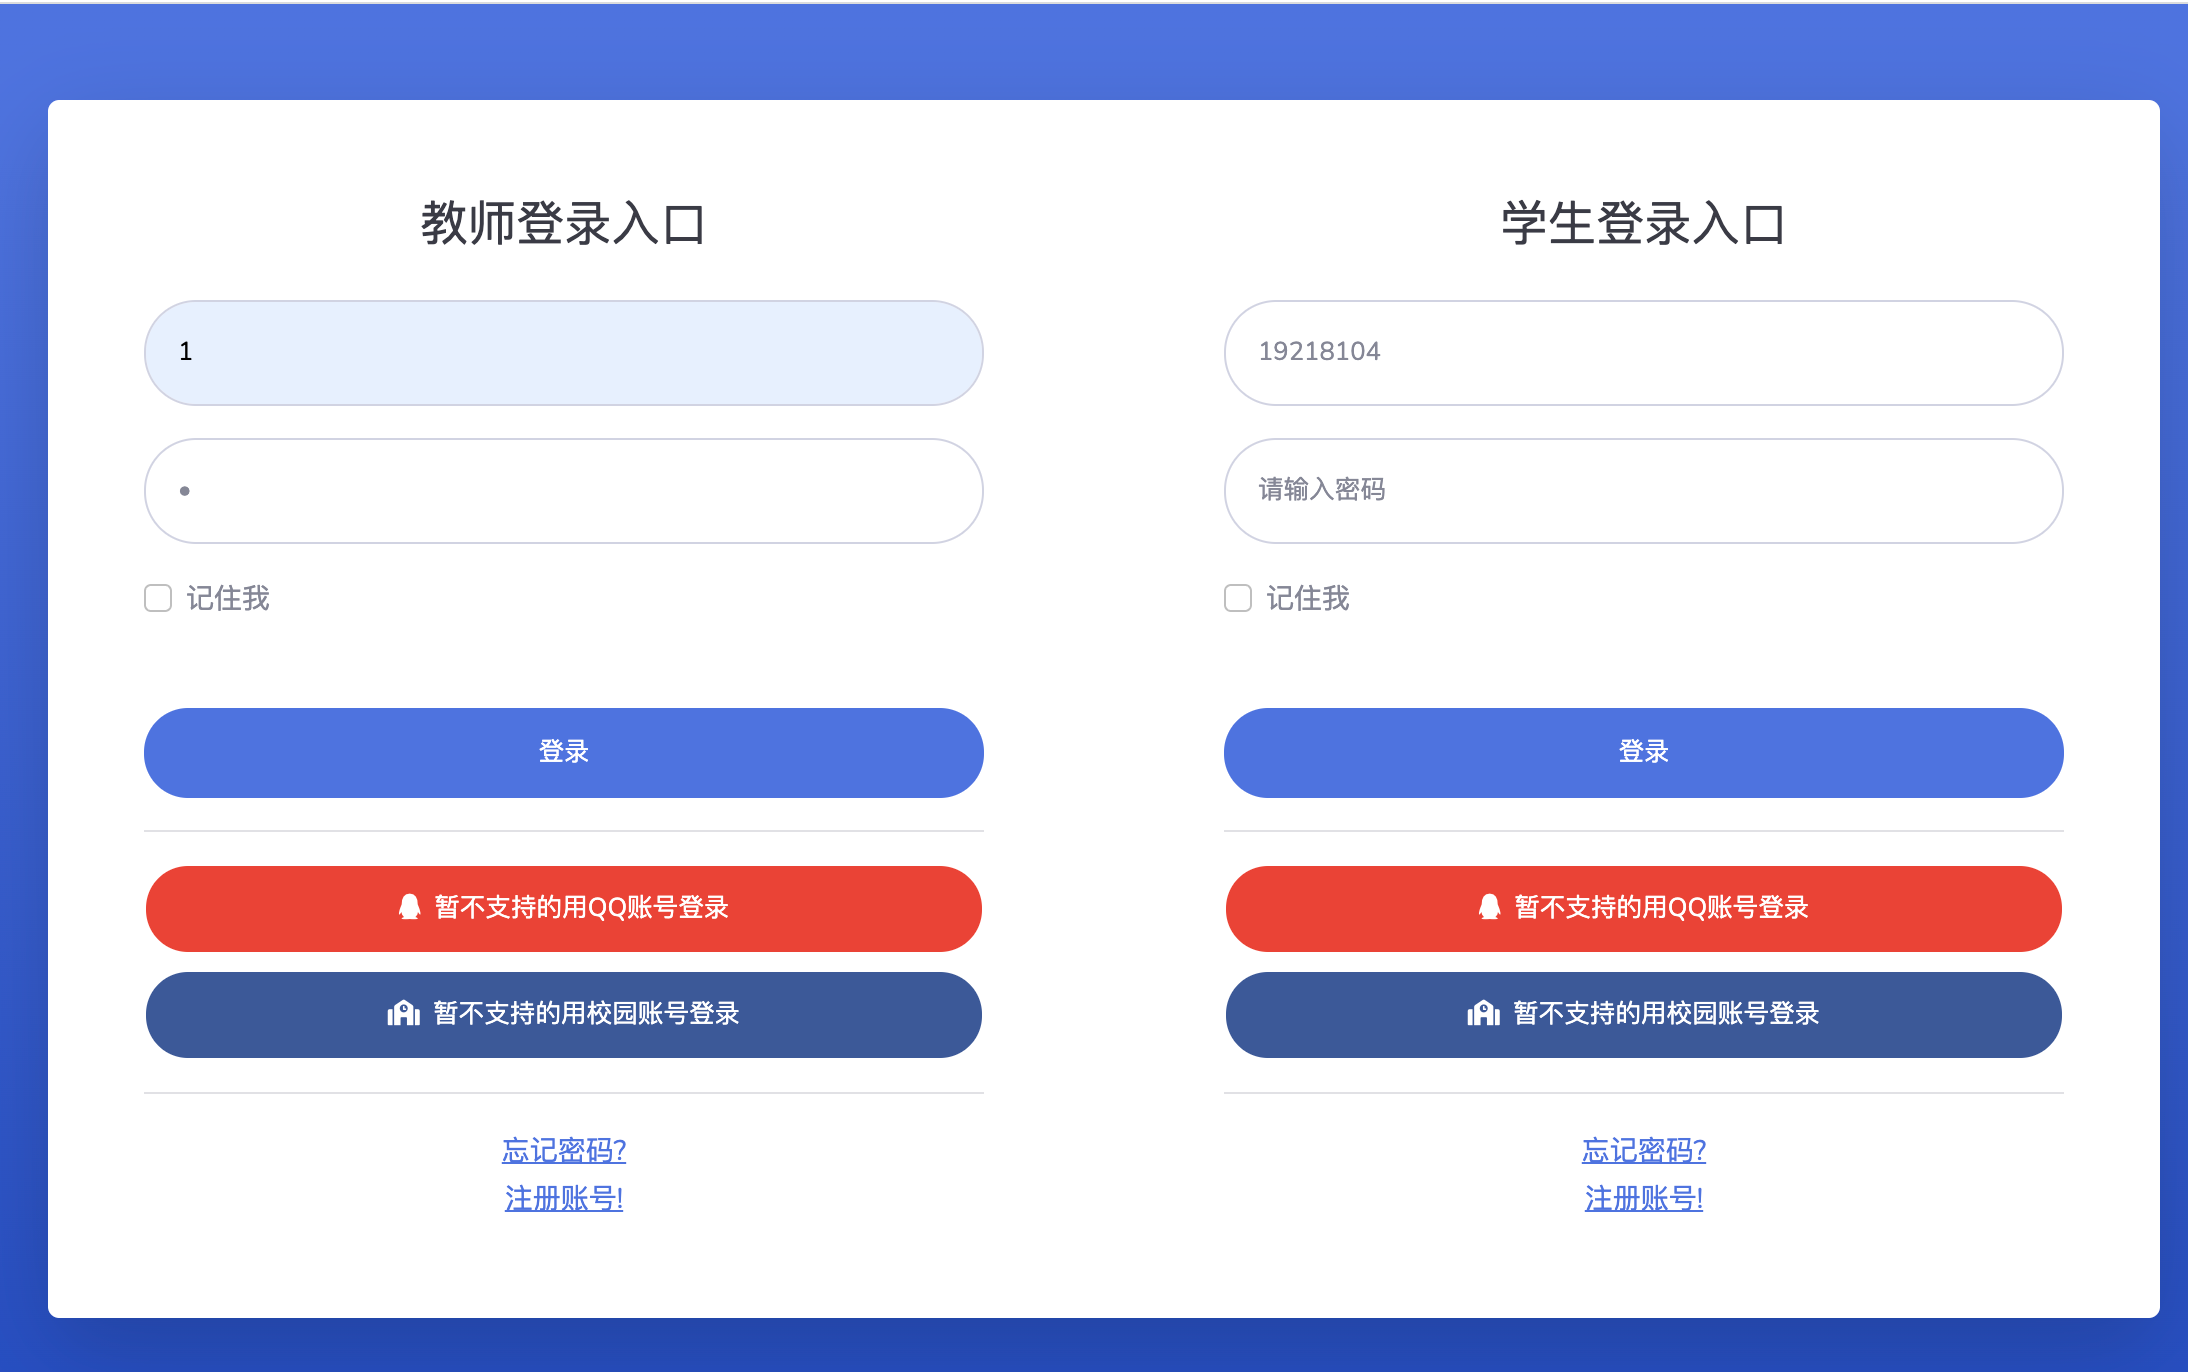 教师登录入口
1
•
记住我
登录
暂不支持的用QQ账号登录
暂不支持的用校园账号登录
忘记密码?
注册账号!
学生登录入口
19218104
请输入密码
记住我
登录
暂不支持的用QQ账号登录
暂不支持的用校园账号登录
忘记密码?
注册账号!